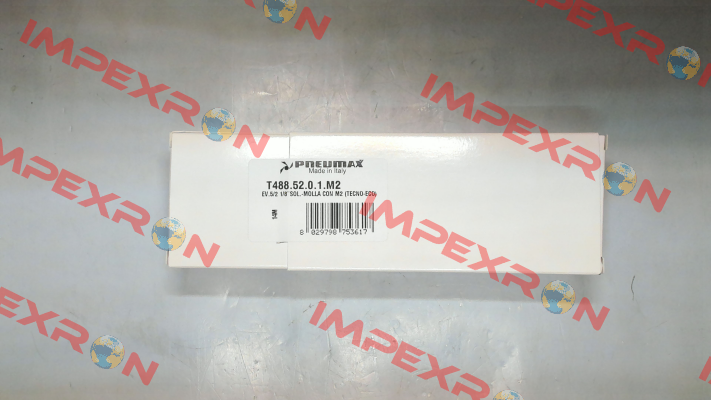 IMPEXRON
IMPEXRON
IMPEXRON
IMPEXRON
PNEUMAX
Made in Italy
T488.52.0.1.M2
EV.5/2 1/8" SOL.-MOLLA CON M2 (TECNO-ECO)
8 029798 753617
IMPEXRON
IMPEXRON
IMPEXRON